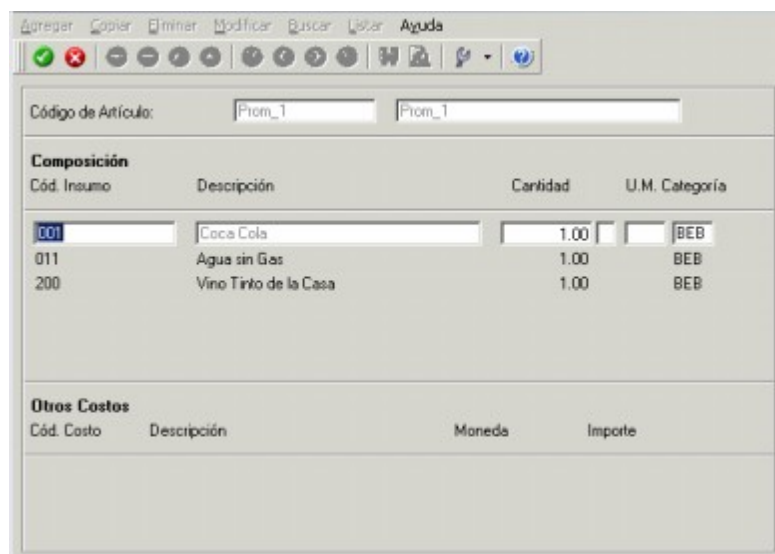 Agregar Copiar Eliminar Modificar Buscar Listar Ayuda
Código de Artículo: Prom_1 Prom_1
Composición
Cód. Insumo Descripción Cantidad U.M. Categoría
001 Coca Cola 1.00 BEB
011 Agua sin Gas 1.00 BEB
200 Vino Tinto de la Casa 1.00 BEB
Otros Costos
Cód. Costo Descripción Moneda Importe